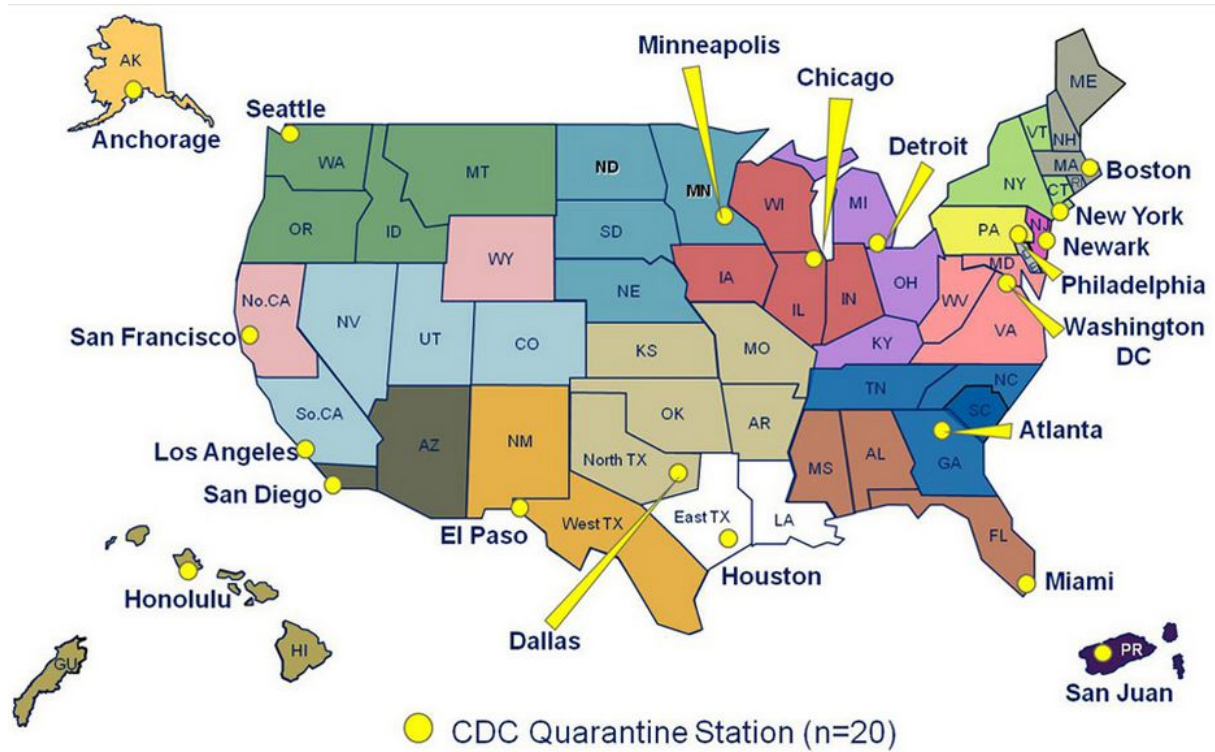 Minneapolis
Chicago
AK
Anchorage
Seattle
Detroit
ME
VT
NH
WA
MT
ND
MN
WI
MI
NY
MA
Boston
CT
RI
OR
ID
SD
PA
NJ
New York
Newark
WY
IA
OH
MD
Philadelphia
No.CA
NV
UT
NE
IL
IN
WV
VA
Washington
DC
San Francisco
CO
KS
MO
KY
So.CA
TN
NC
SC
AZ
NM
OK
AR
Atlanta
Los Angeles
North TX
MS
AL
GA
San Diego
El Paso
West TX
East TX
LA
FL
Houston
Miami
Honolulu
Dallas
HI
GU
PR
San Juan
CDC Quarantine Station (n=20)